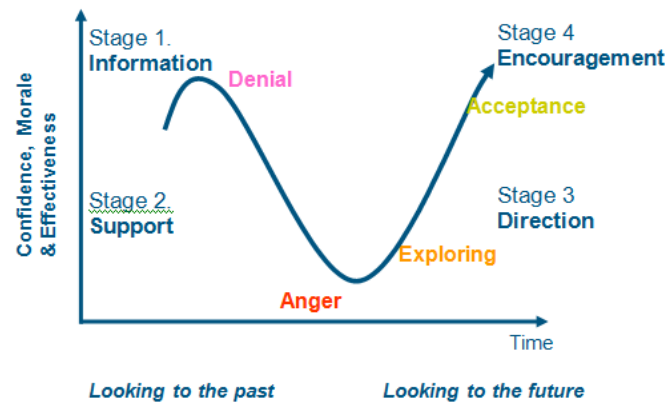 Stage 1.
Information
Denial
Stage 4
Encouragement
Acceptance
Confidence, Morale
& Effectiveness
Stage 2.
Support
Stage 3
Direction
Exploring
Anger
Time
Looking to the past
Looking to the future